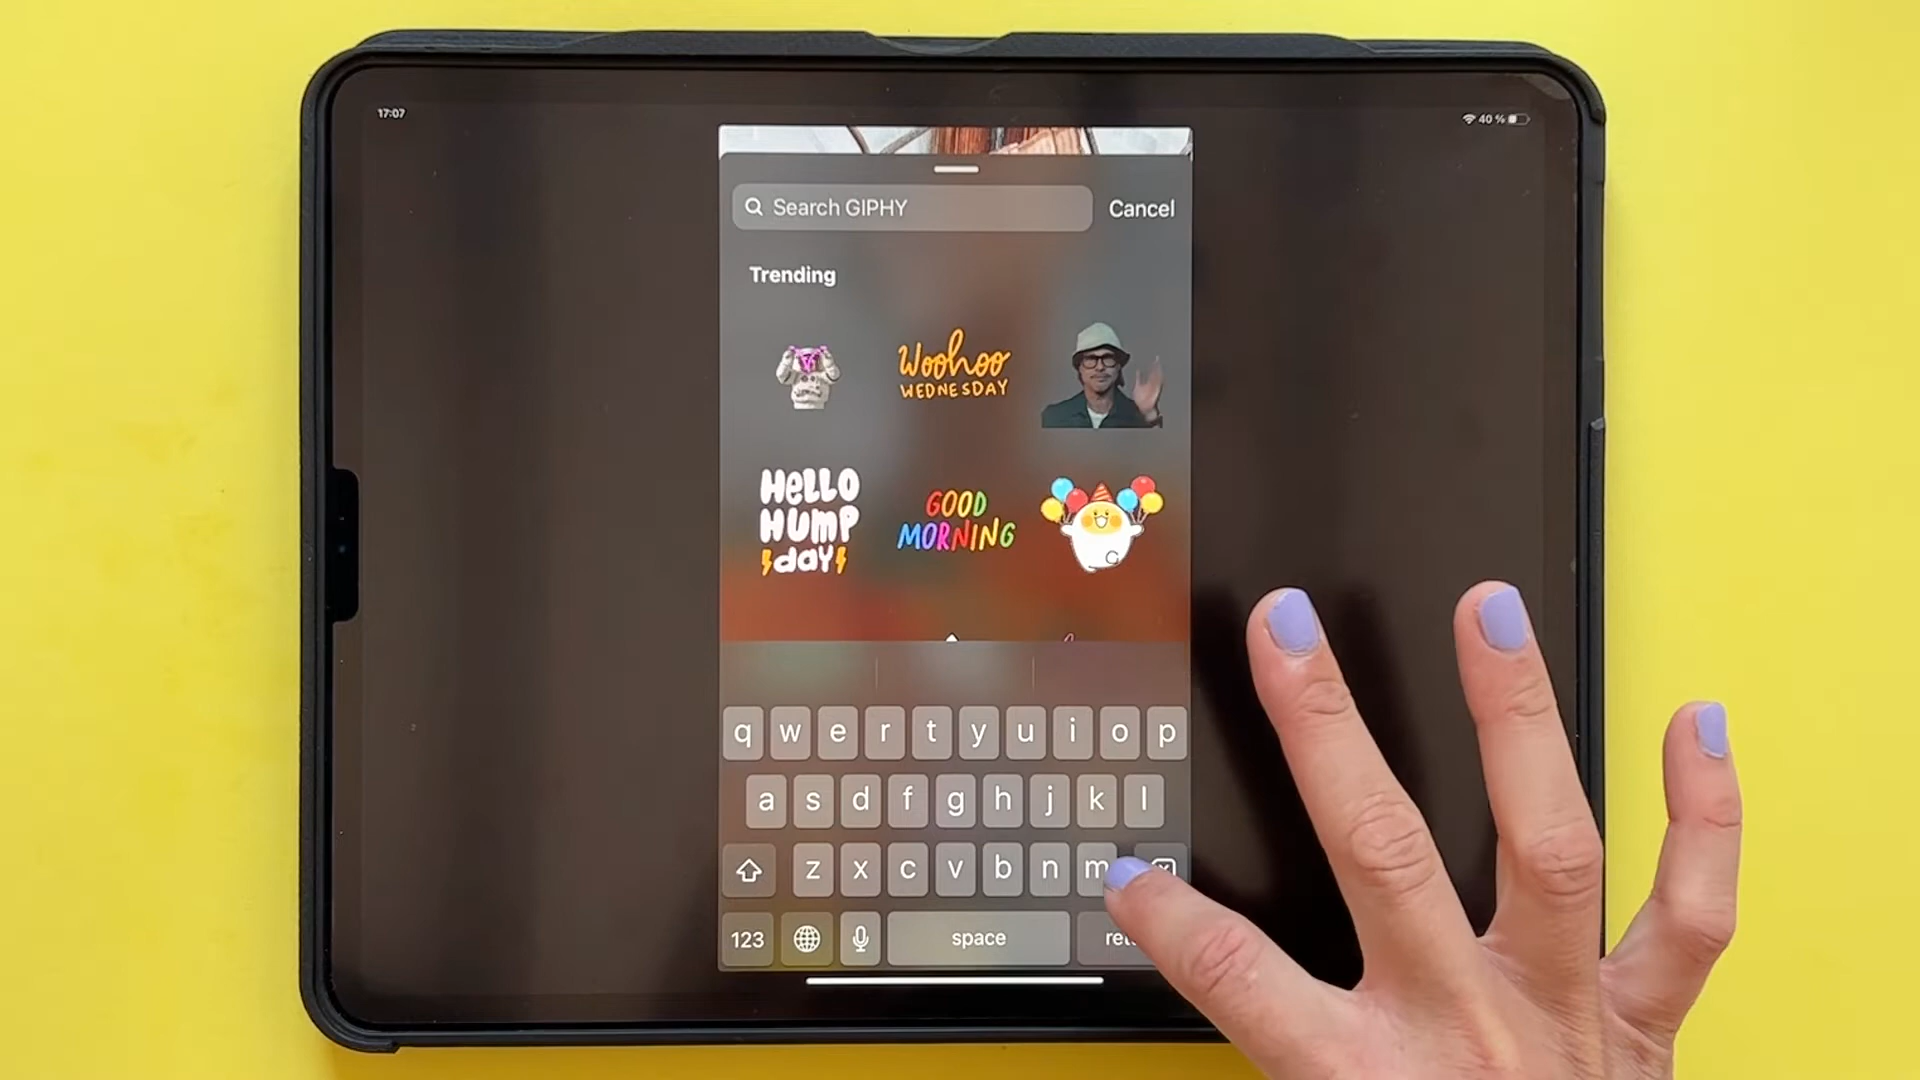 17:07
40 %
Search GIPHY
Cancel
Trending
Woohoo
WEDNESDAY
HELLO
HUMP
day
GOOD
MORNING
q w e r t y u i o p
a s d f g h j k l
z x c v b n m
123
space